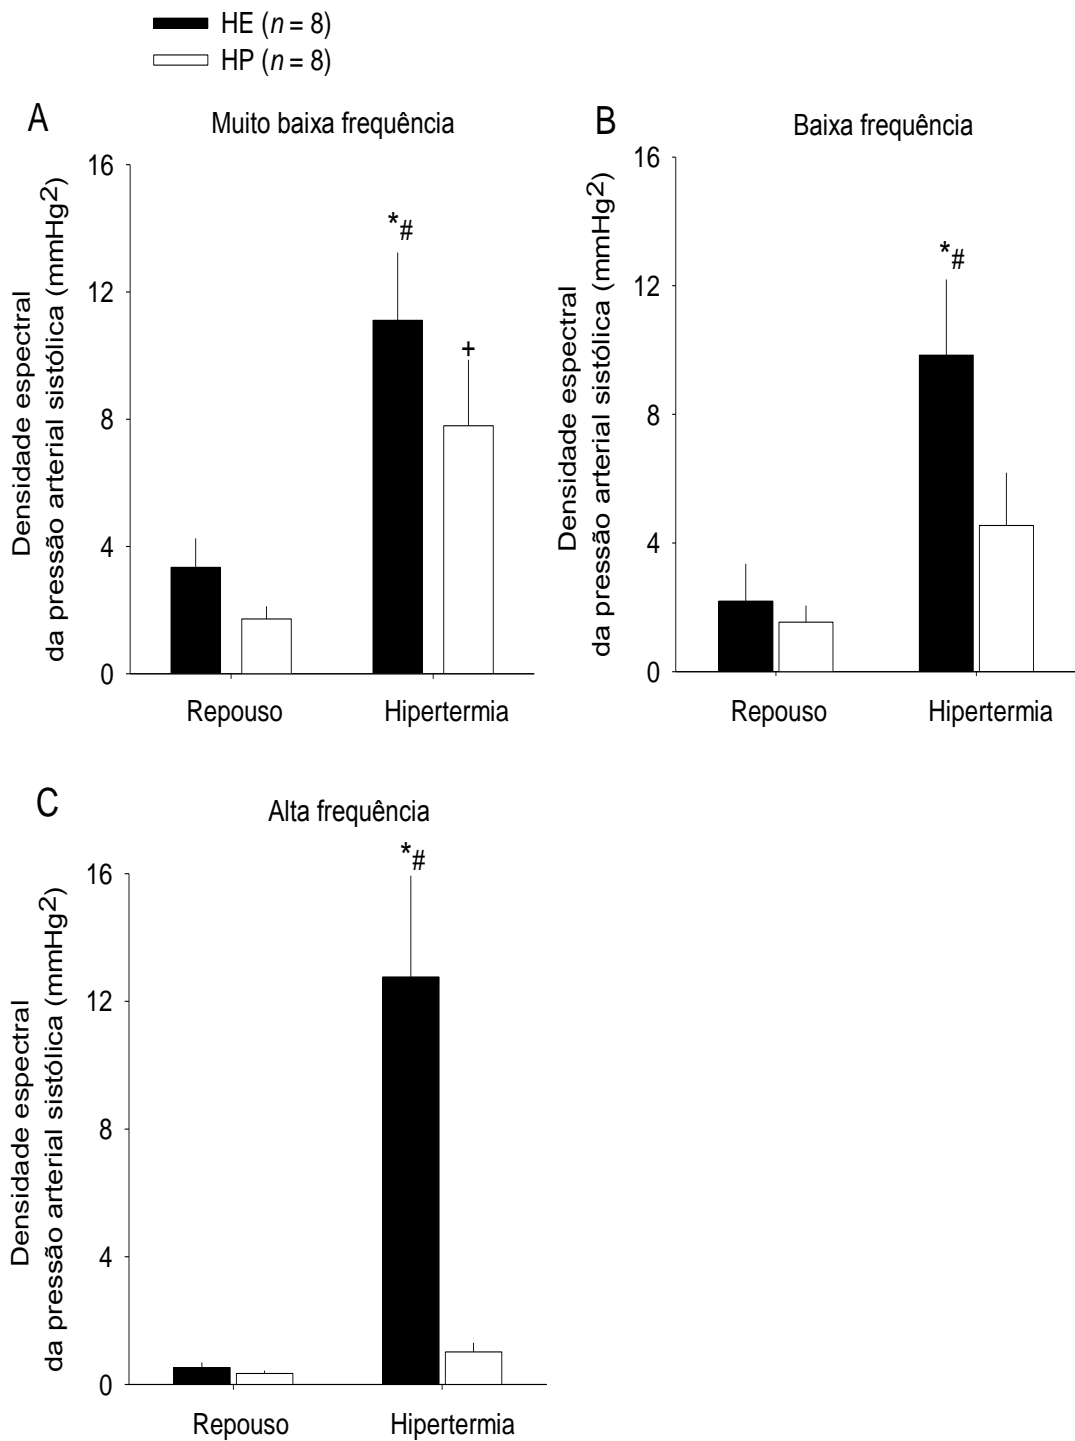 HE (n = 8)
HP (n = 8)
A
Muito baixa frequência
Densidade espectral
da pressão arterial sistólica (mmHg2)
16
12
8
4
0
*#
+
Repouso
Hipertermia
B
Baixa frequência
Densidade espectral
da pressão arterial sistólica (mmHg2)
16
12
8
4
0
*#
Repouso
Hipertermia
C
Alta frequência
Densidade espectral
da pressão arterial sistólica (mmHg2)
16
12
8
4
0
*#
Repouso
Hipertermia